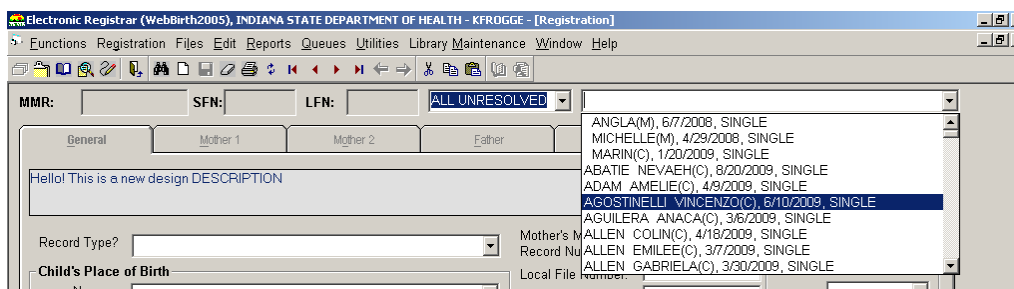 Electronic Registrar (WebBirth2005), INDIANA STATE DEPARTMENT OF HEALTH - KFROGGE - [Registration]
Functions Registration Files Edit Reports Queues Utilities Library Maintenance Window Help
MMR: SFN: LFN: ALL UNRESOLVED
ANGLA(M), 6/7/2008, SINGLE
MICHELLE(M), 4/29/2008, SINGLE
MARIN(C), 1/20/2009, SINGLE
ABATIE NEVAEH(C), 8/20/2009, SINGLE
ADAM AMELIE(C), 4/9/2009, SINGLE
AGOSTINELLI VINCENZO(C), 6/10/2009, SINGLE
AGUILERA ANACA(C), 3/6/2009, SINGLE
ALLEN COLIN(C), 4/18/2009, SINGLE
ALLEN EMILEE(C), 3/7/2009, SINGLE
ALLEN GABRIELA(C), 3/30/2009, SINGLE
General Mother 1 Mother 2 Father
Hello! This is a new design DESCRIPTION
Record Type?
Mother's M
Record Nu
Child's Place of Birth
Local File Number: